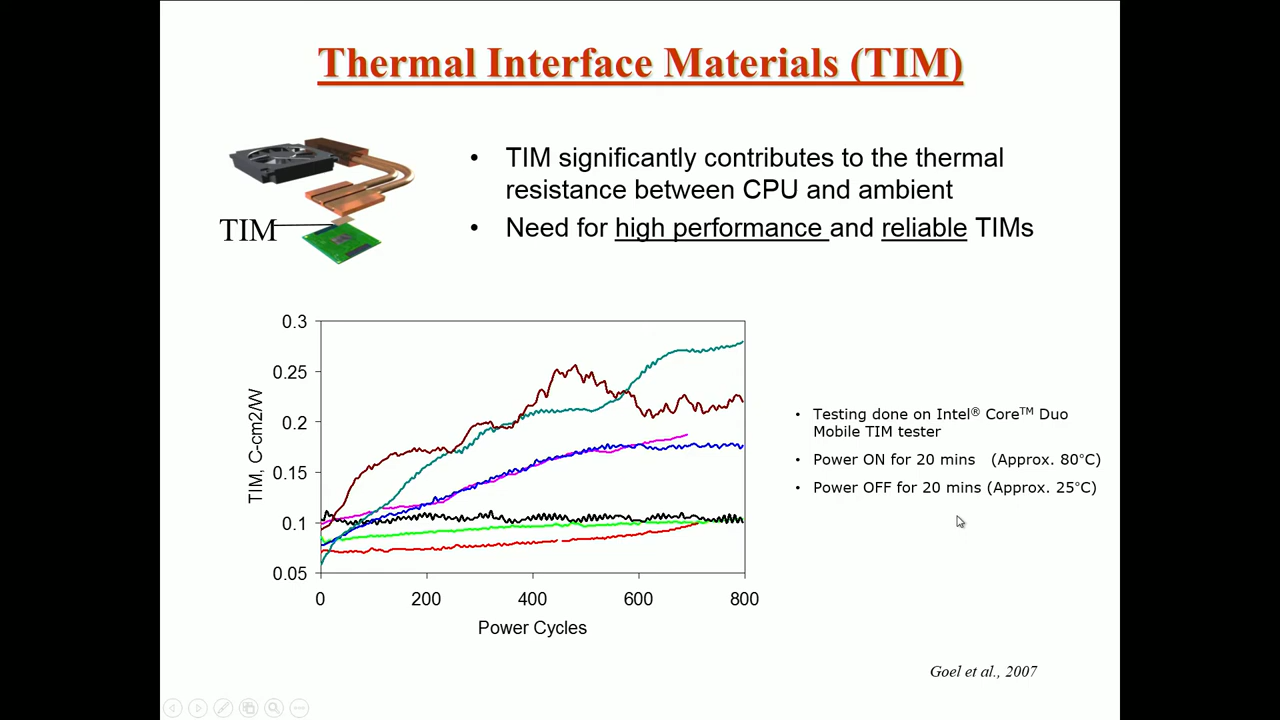 Thermal Interface Materials (TIM)
• TIM significantly contributes to the thermal
resistance between CPU and ambient
• Need for high performance and reliable TIMs
TIM
0.3
0.25
0.2
0.15
0.1
0.05
TIM, C-cm2/W
0 200 400 600 800
Power Cycles
• Testing done on Intel® Core™ Duo
Mobile TIM tester
• Power ON for 20 mins (Approx. 80°C)
• Power OFF for 20 mins (Approx. 25°C)
Goel et al., 2007